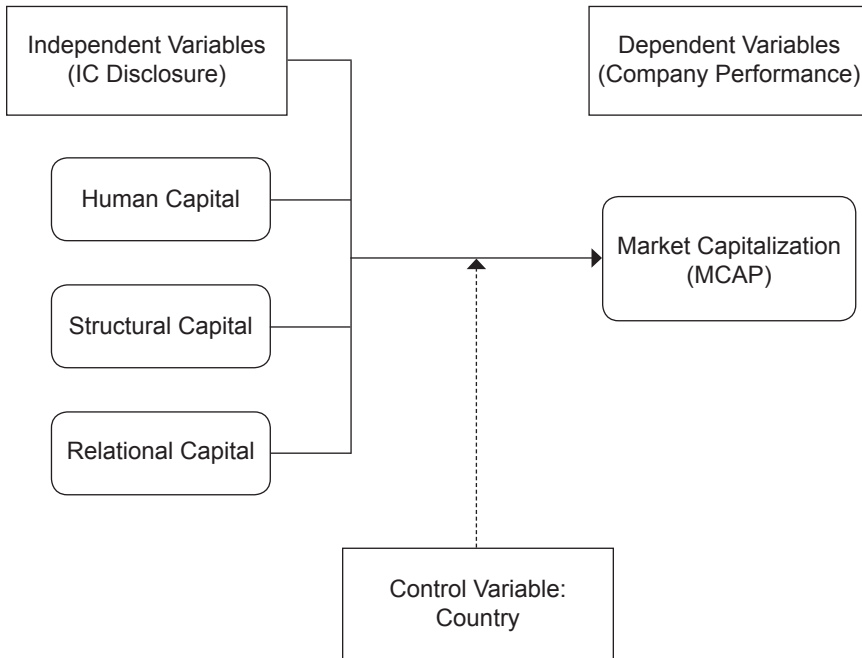 Independent Variables
(IC Disclosure)
Dependent Variables
(Company Performance)
Human Capital
Market Capitalization
(MCAP)
Structural Capital
Relational Capital
Control Variable:
Country